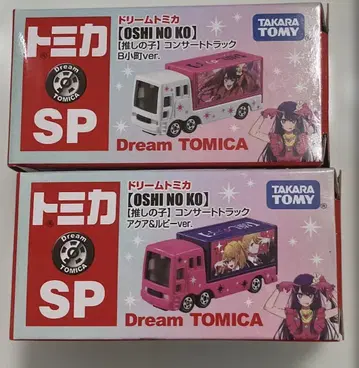 トミカ
Dream
TOMICA
SP
ドリームトミカ
【OSHI NO KO】
【推しの子】コンサートトラック
B小町ver.
TAKARA
TOMY
Dream TOMICA
トミカ
Dream
TOMICA
SP
ドリームトミカ
【OSHI NO KO】
【推しの子】コンサートトラック
アクア&ルビーver.
TAKARA
TOMY
Dream TOMICA